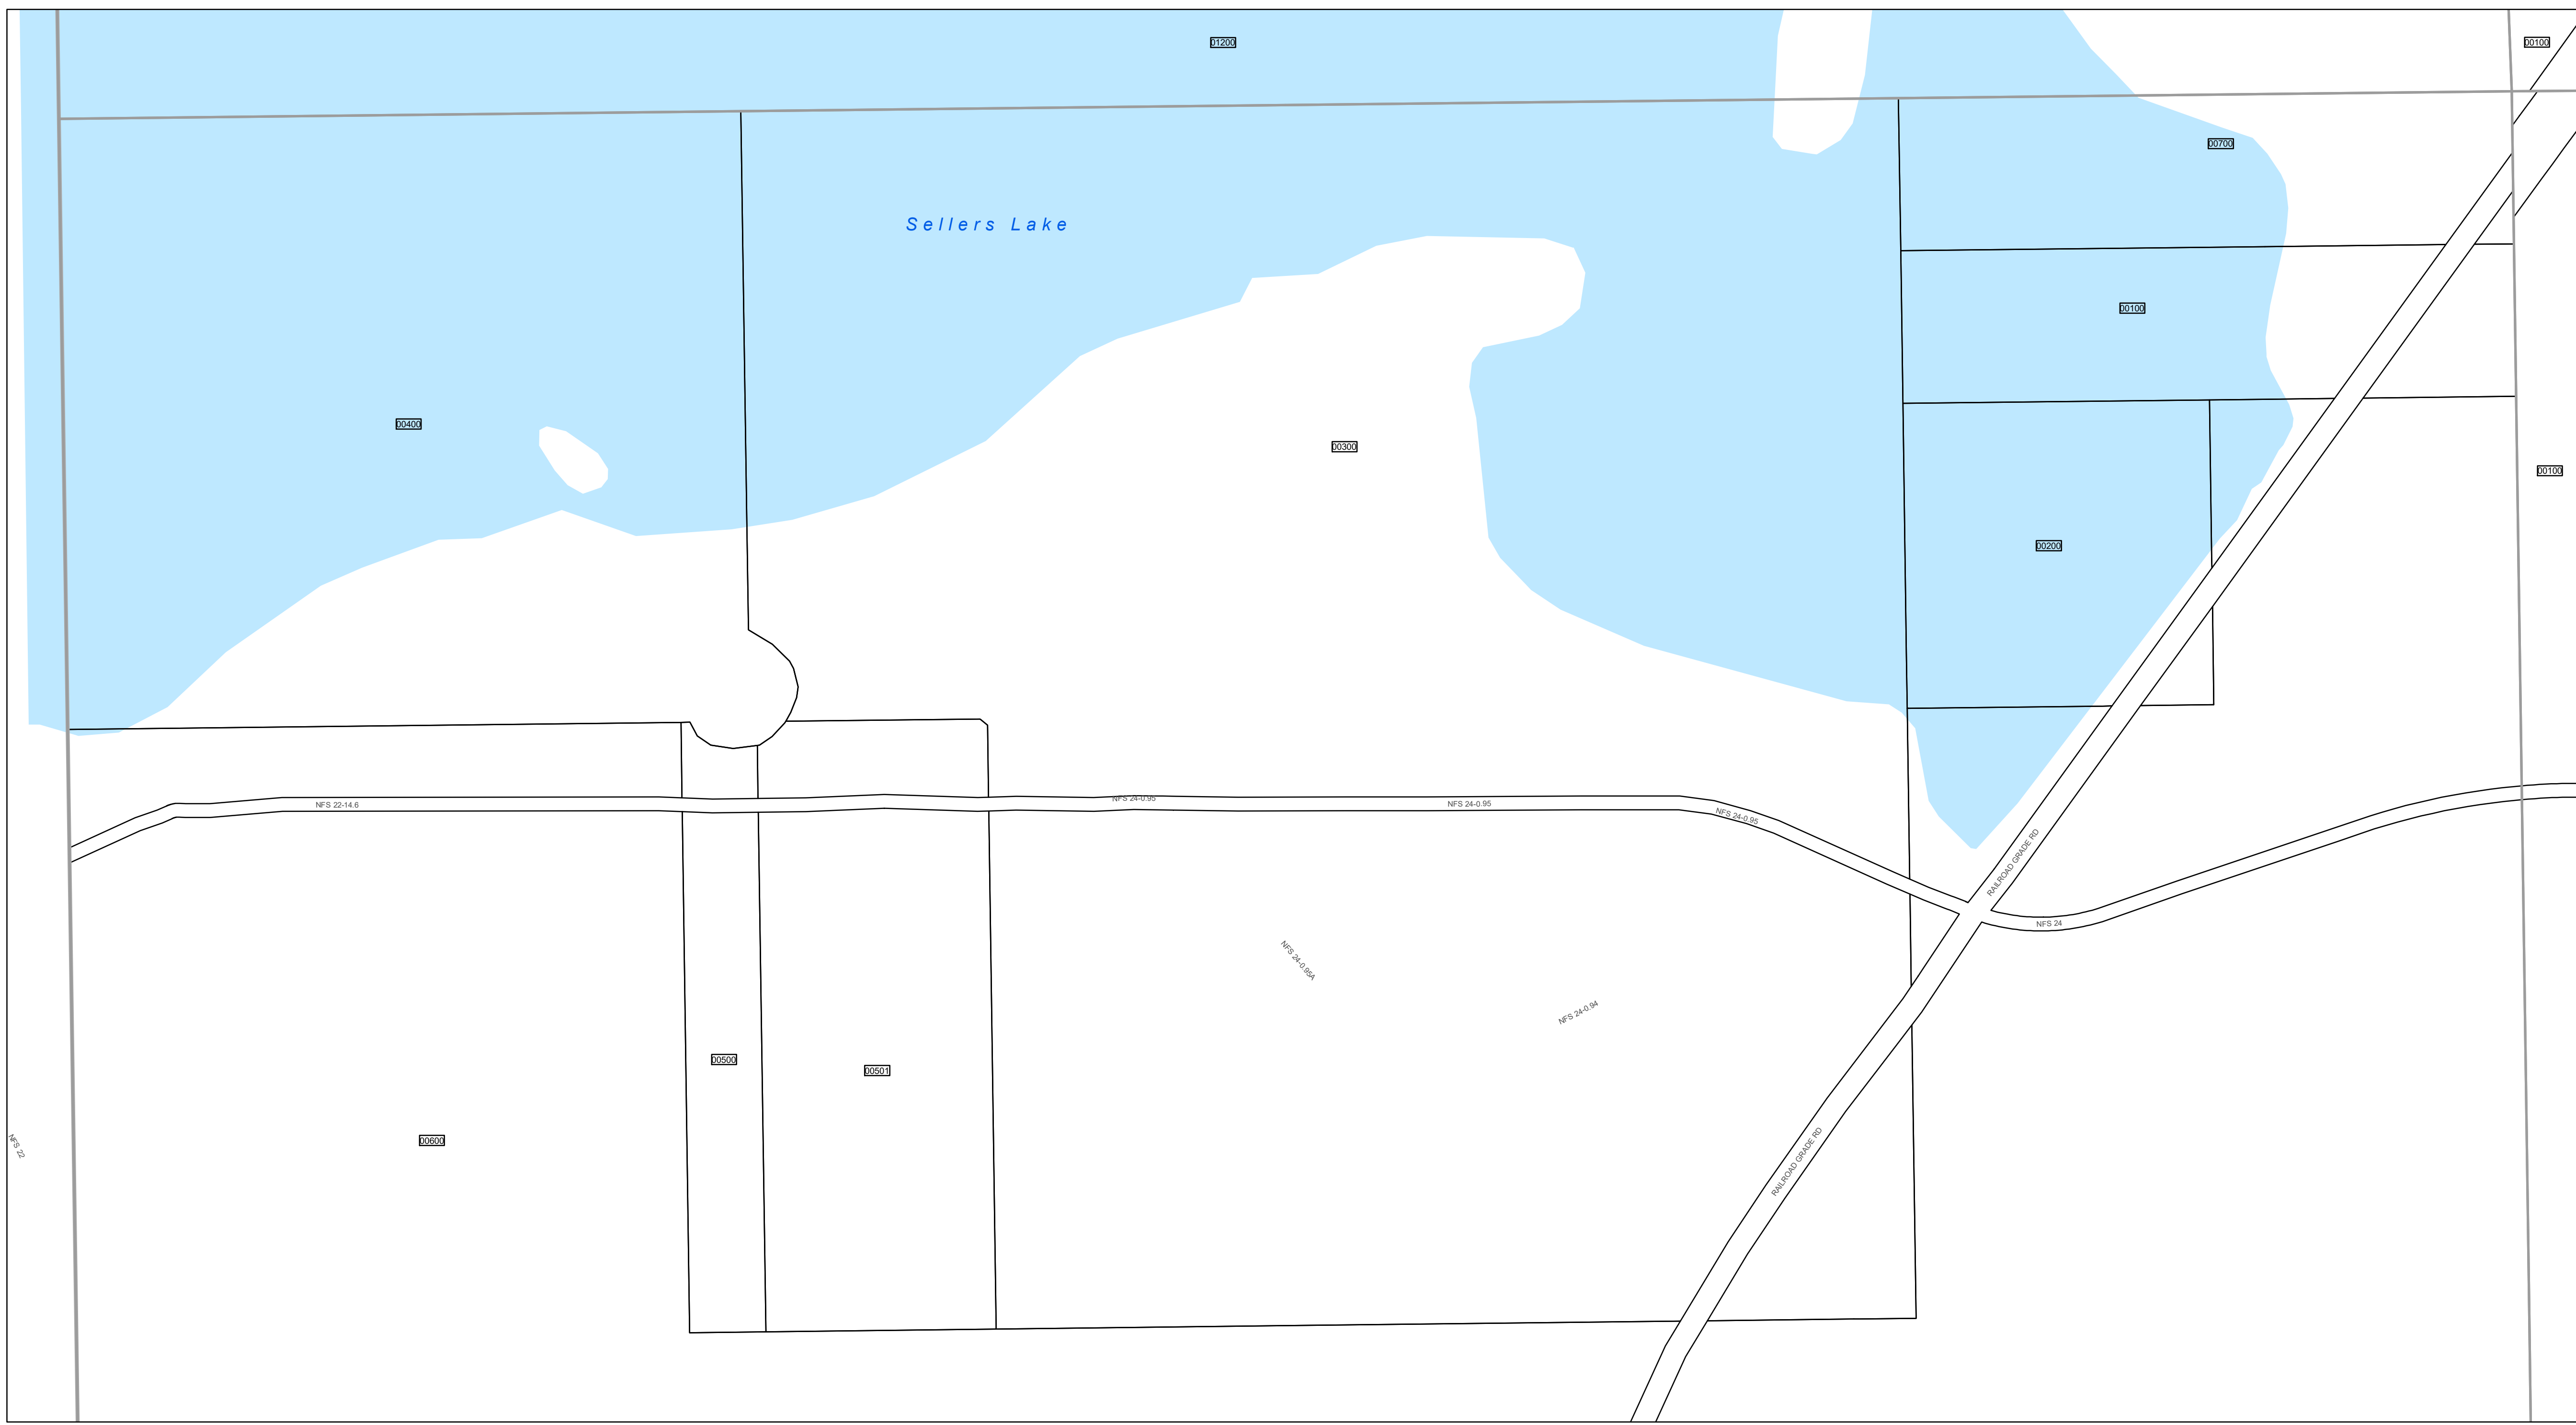 01200
00100
00700
Sellers Lake
00100
00400
00300
00100
00200
NFS 22-14.6
NFS 24-0.95
NFS 24-0.95
NFS 24-0.95
RAILROAD GRADE RD
NFS 24
NFS 24-0.95A
NFS 24-0.94
00500
00501
00600
NFS 22
RAILROAD GRADE RD